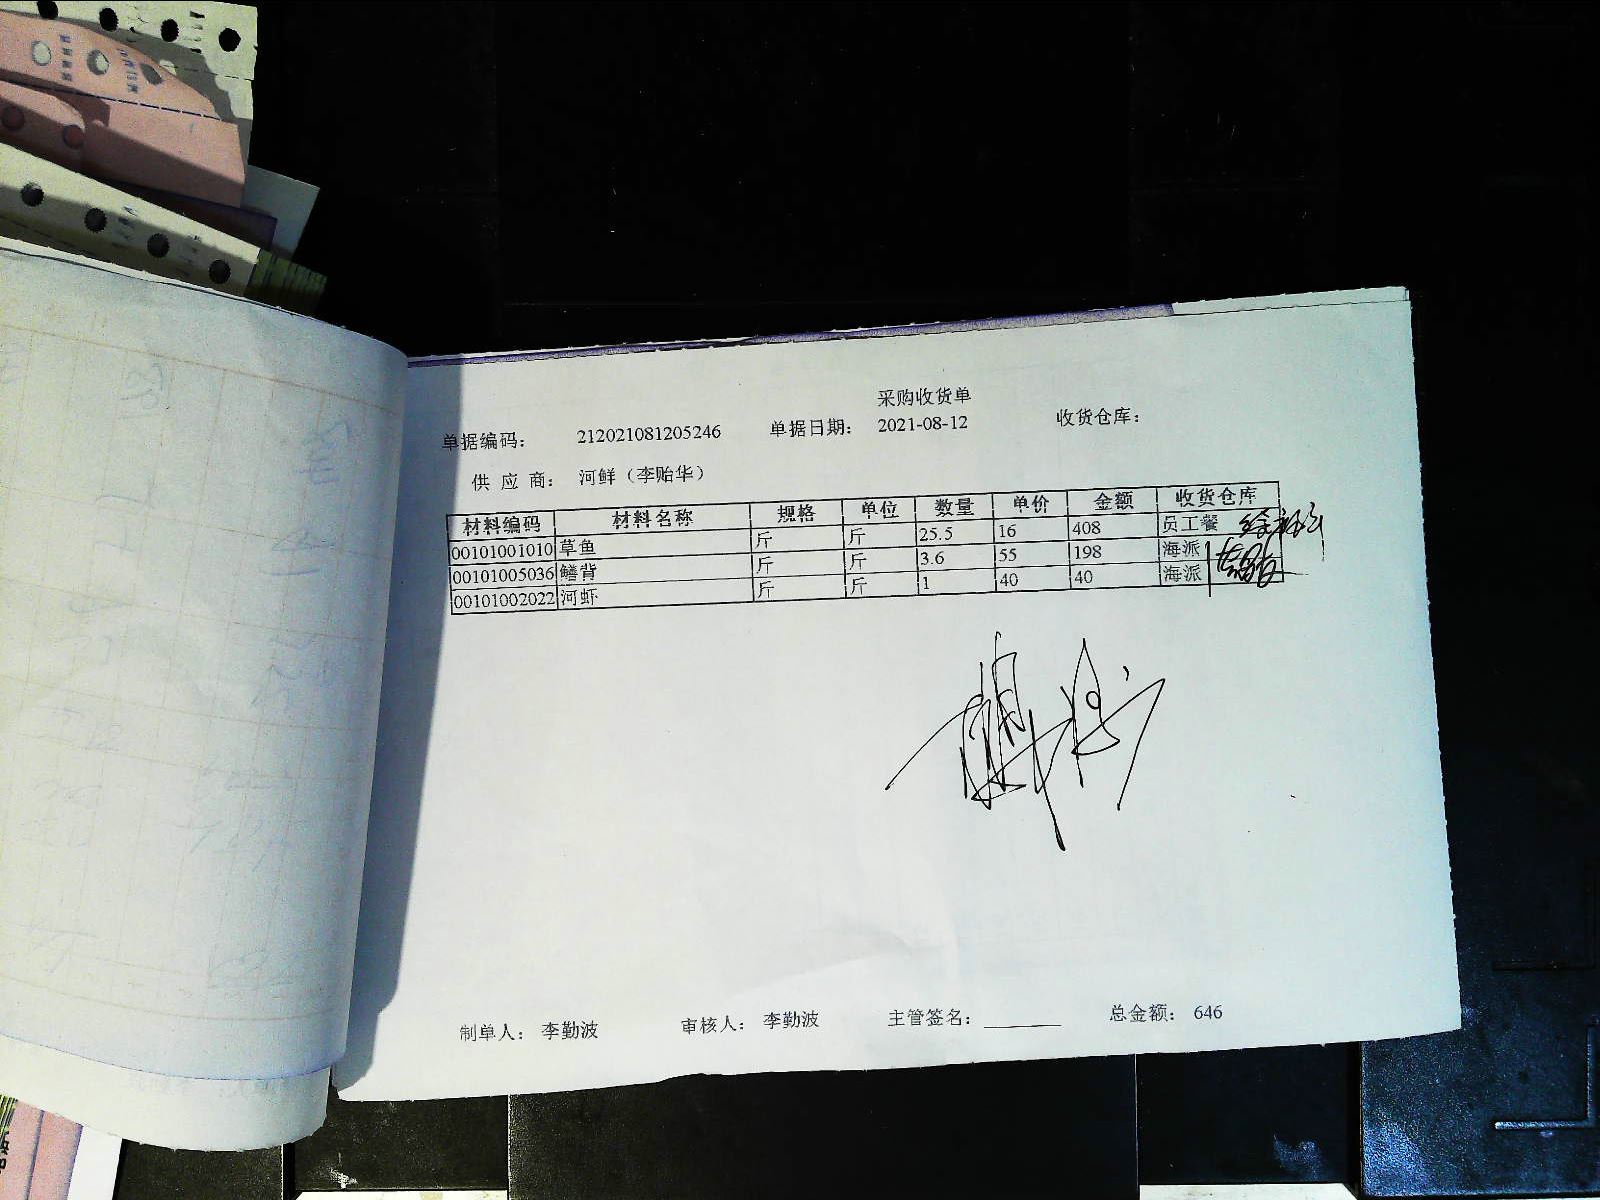 采购收货单
单据编码： 212021081205246 单据日期： 2021-08-12 收货仓库：
供 应 商： 河鲜（李贻华）
材料编码 材料名称 规格 单位 数量 单价 金额 收货仓库
00101001010 草鱼 斤 斤 25.5 16 408 员工餐
00101005036 鳝背 斤 斤 3.6 55 198 海派
00101002022 河虾 斤 斤 1 40 40 海派
制单人： 李勤波 审核人： 李勤波 主管签名： 总金额： 646